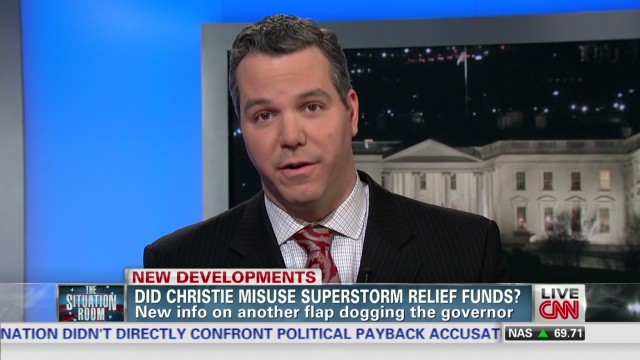 NEW DEVELOPMENTS
THE SITUATION ROOM
DID CHRISTIE MISUSE SUPERSTORM RELIEF FUNDS?
New info on another flap dogging the governor
LIVE
CNN
NATION DIDN'T DIRECTLY CONFRONT POLITICAL PAYBACK ACCUSAT
NAS ▲ 69.71